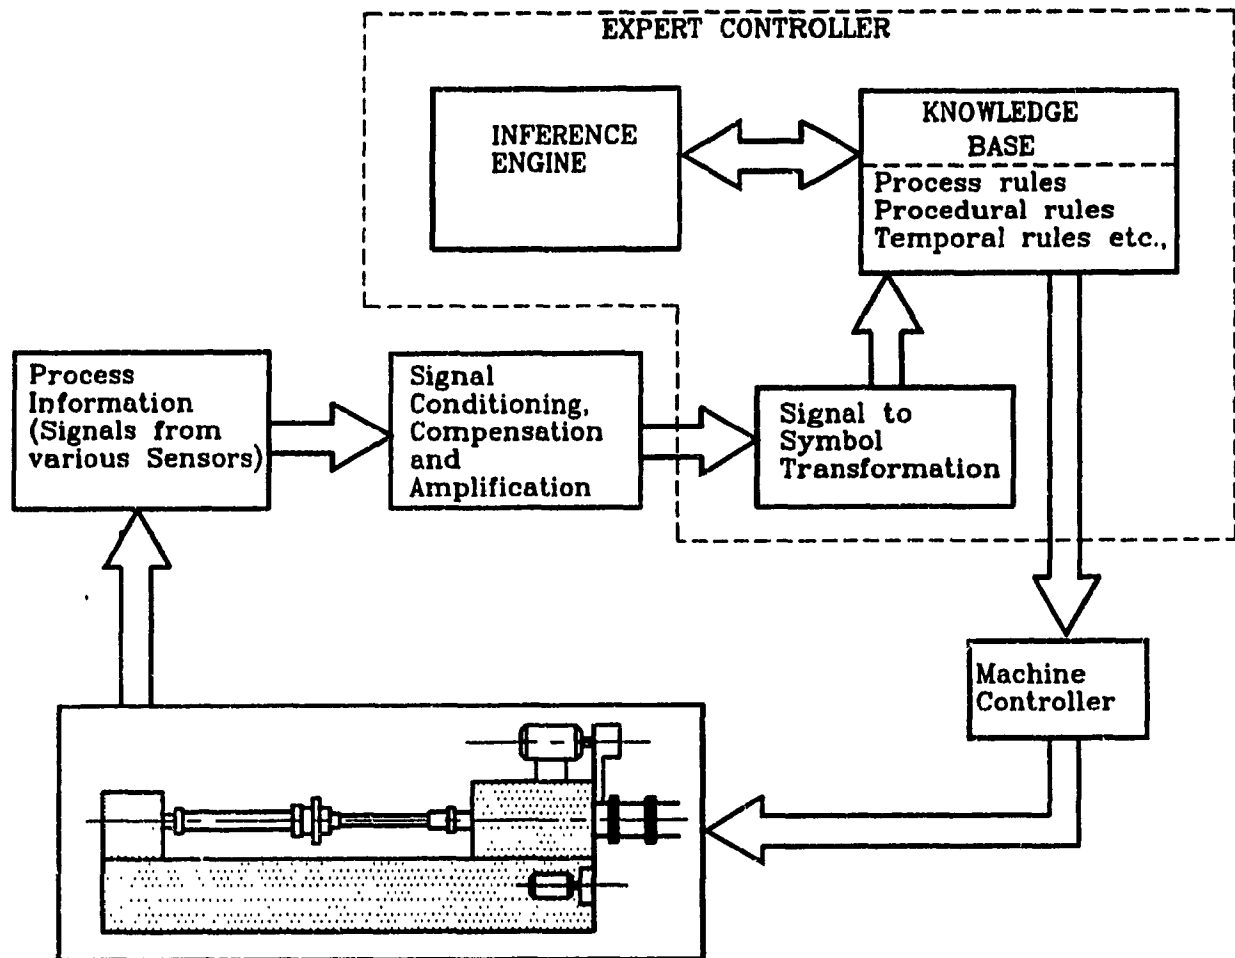 EXPERT CONTROLLER
INFERENCE
ENGINE
KNOWLEDGE
BASE
Process rules
Procedural rules
Temporal rules etc.,
Process
Information
(Signals from
various Sensors)
Signal
Conditioning,
Compensation
and
Amplification
Signal to
Symbol
Transformation
Machine
Controller